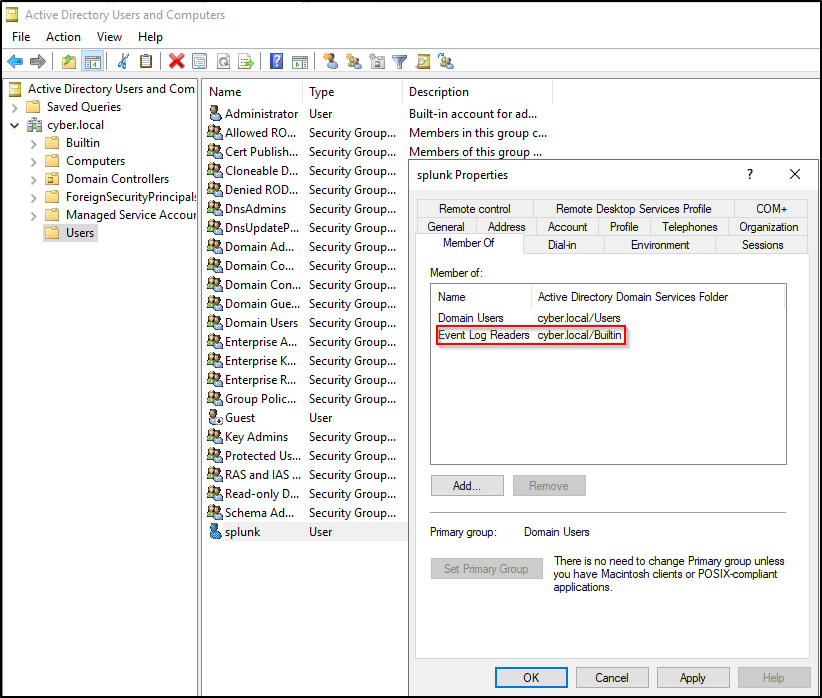 Active Directory Users and Computers
File Action View Help
Active Directory Users and Com
Saved Queries
cyber.local
Builtin
Computers
Domain Controllers
ForeignSecurityPrincipals
Managed Service Accour
Users
Name Type Description
Administrator User Built-in account for ad...
Allowed RO... Security Group... Members in this group c...
Cert Publish... Security Group... Members of this group ...
Cloneable D... Security Group...
Denied ROD... Security Group...
DnsAdmins Security Group...
DnsUpdateP... Security Group...
Domain Ad... Security Group...
Domain Co... Security Group...
Domain Con... Security Group...
Domain Gue... Security Group...
Domain Users Security Group...
Enterprise A... Security Group...
Enterprise K... Security Group...
Enterprise R... Security Group...
Group Polic... Security Group...
Guest User
Key Admins Security Group...
Protected Us... Security Group...
RAS and IAS ... Security Group...
Read-only D... Security Group...
Schema Ad... Security Group...
splunk User
splunk Properties ?
Remote control Remote Desktop Services Profile COM+
General Address Account Profile Telephones Organization
Member Of Dial-in Environment Sessions
Member of:
Name Active Directory Domain Services Folder
Domain Users cyber.local/Users
Event Log Readers cyber.local/Builtin
Add... Remove
Primary group: Domain Users
Set Primary Group
There is no need to change Primary group unless
you have Macintosh clients or POSIX-compliant
applications.
OK Cancel Apply Help